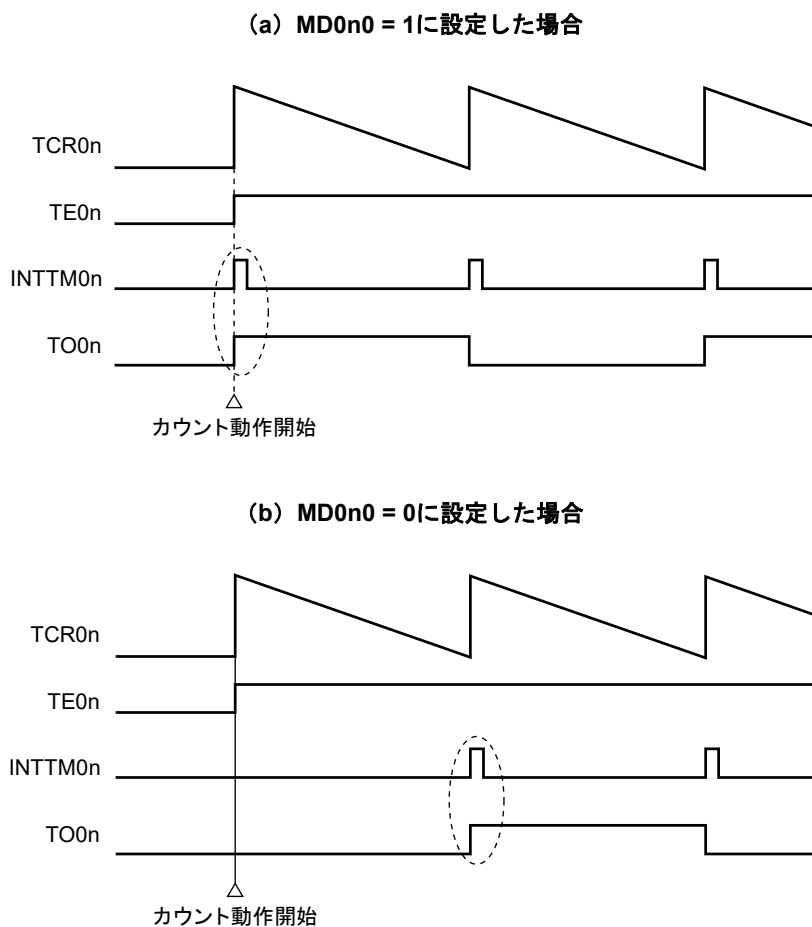 (a) MD0n0 = 1に設定した場合
TCR0n
TE0n
INTTM0n
TO0n
カウント動作開始
(b) MD0n0 = 0に設定した場合
TCR0n
TE0n
INTTM0n
TO0n
カウント動作開始